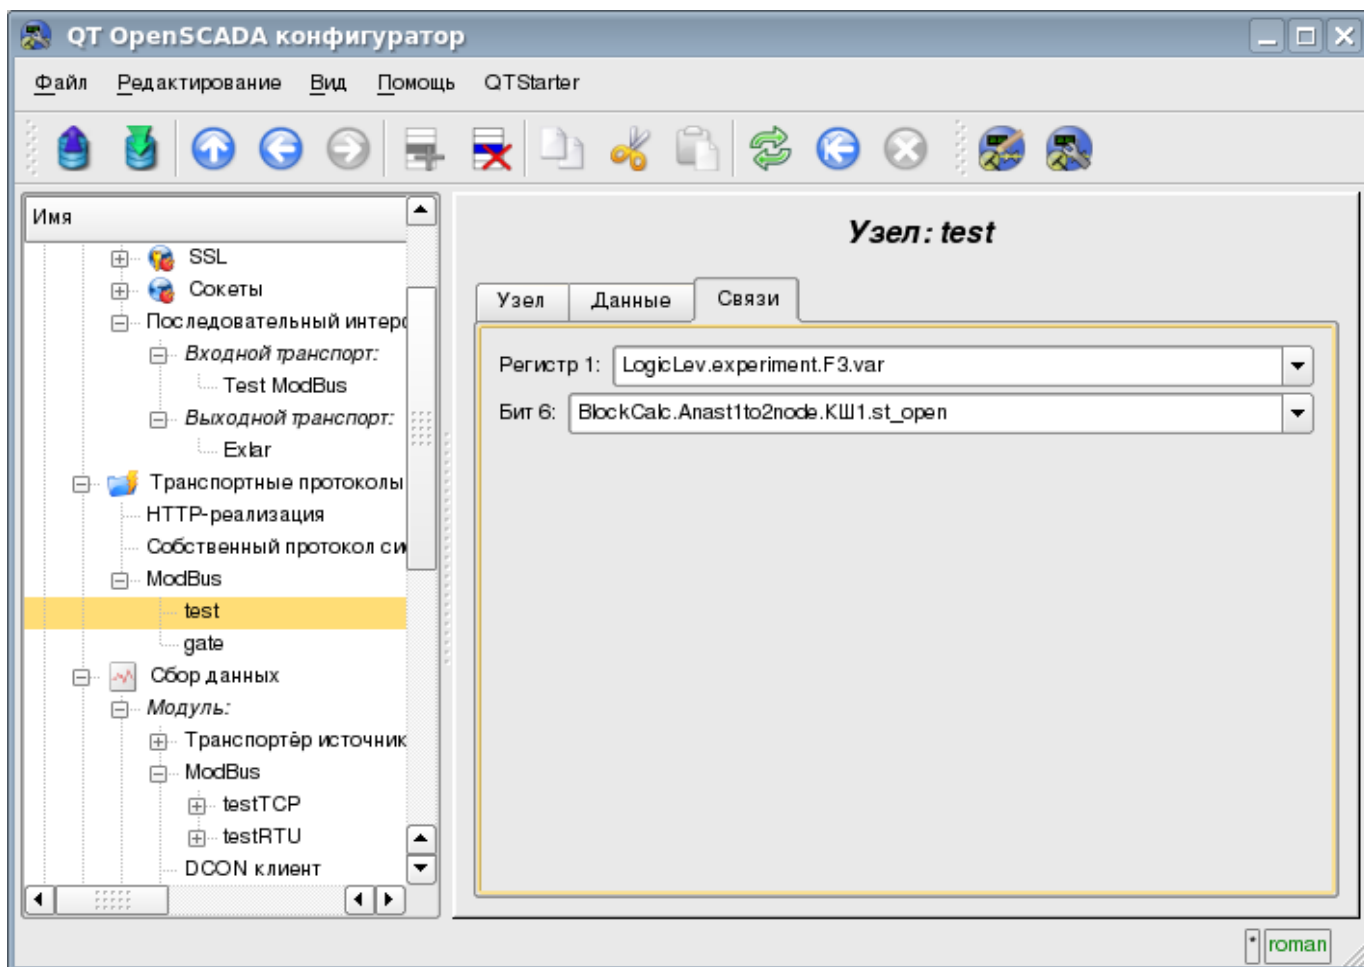 QT OpenSCADA конфигуратор
Файл Редактирование Вид Помощь QTStarter
Имя
SSL
Сокеты
Последовательный интерс
Входной транспорт:
Test ModBus
Выходной транспорт:
Exlar
Транспортные протоколы
HTTP-реализация
Собственный протокол си
ModBus
test
gate
Сбор данных
Модуль:
Транспортёр источник
ModBus
testTCP
testRTU
DCON клиент
Узел: test
Узел Данные Связи
Регистр 1: LogicLev.experiment.F3.var
Бит 6: BlockCalc.Anast1to2node.КШ1.st_open
* roman